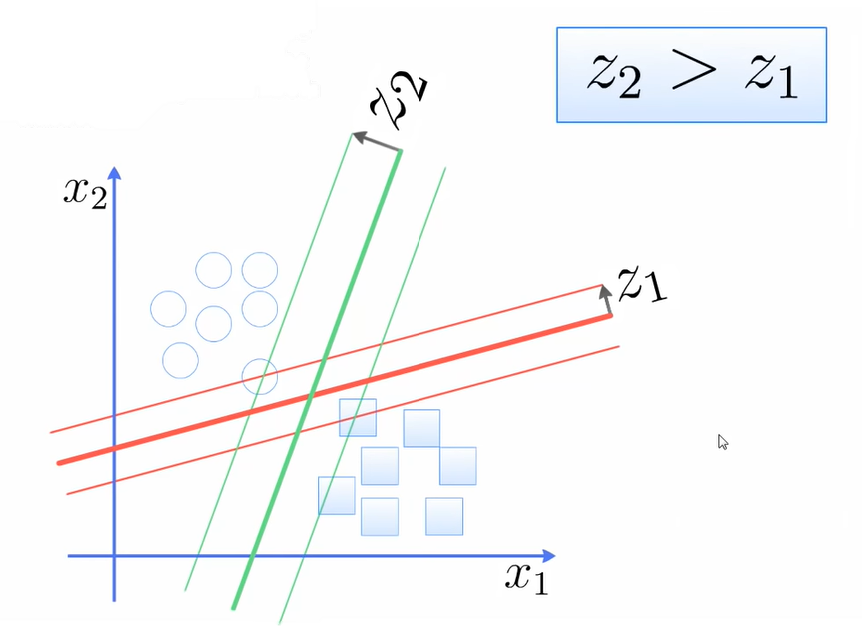 z₂ > z₁
z₂
x₂
z₁
x₁